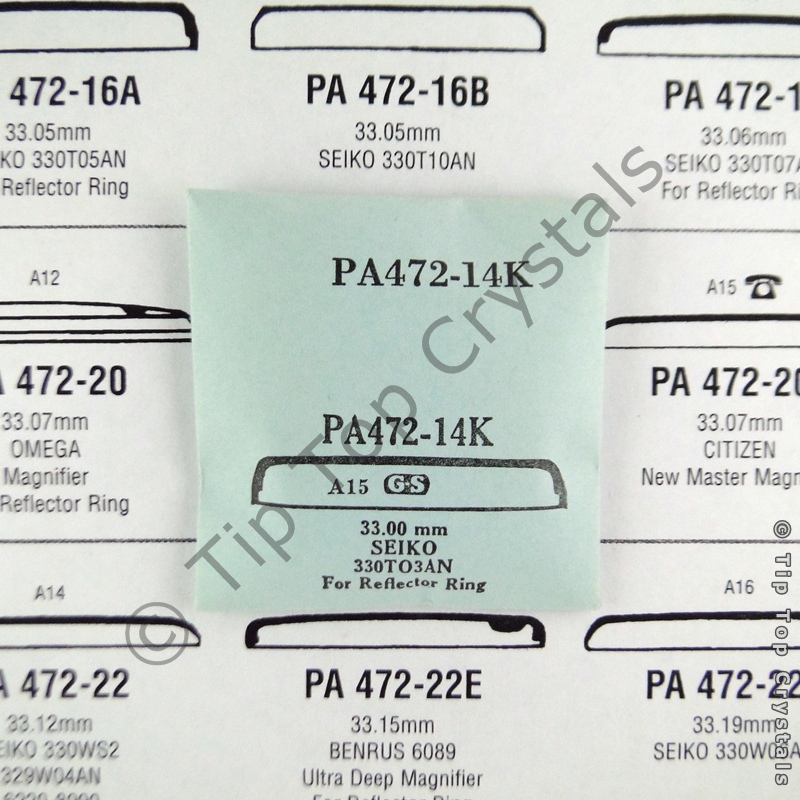 472-16A
33.05mm
KO 330T05AN
Reflector Ring
PA 472-16B
33.05mm
SEIKO 330T10AN
PA 472-1
33.06mm
SEIKO 330T07A
For Reflector Ri
A12
A15
472-20
33.07mm
OMEGA
Magnifier
Reflector Ring
PA472-14K
PA472-14K
A15 GS
33.00 mm
SEIKO
330TO3AN
For Reflector Ring
PA 472-20
33.07mm
CITIZEN
New Master Magn
A14
A16
A 472-22
33.12mm
EIKO 330WS2
329W04AN
PA 472-22E
33.15mm
BENRUS 6089
Ultra Deep Magnifier
For Reflector Ring
PA 472-22
33.19mm
SEIKO 330W0
© Tip Top Crystals
© Tip Top Crystals